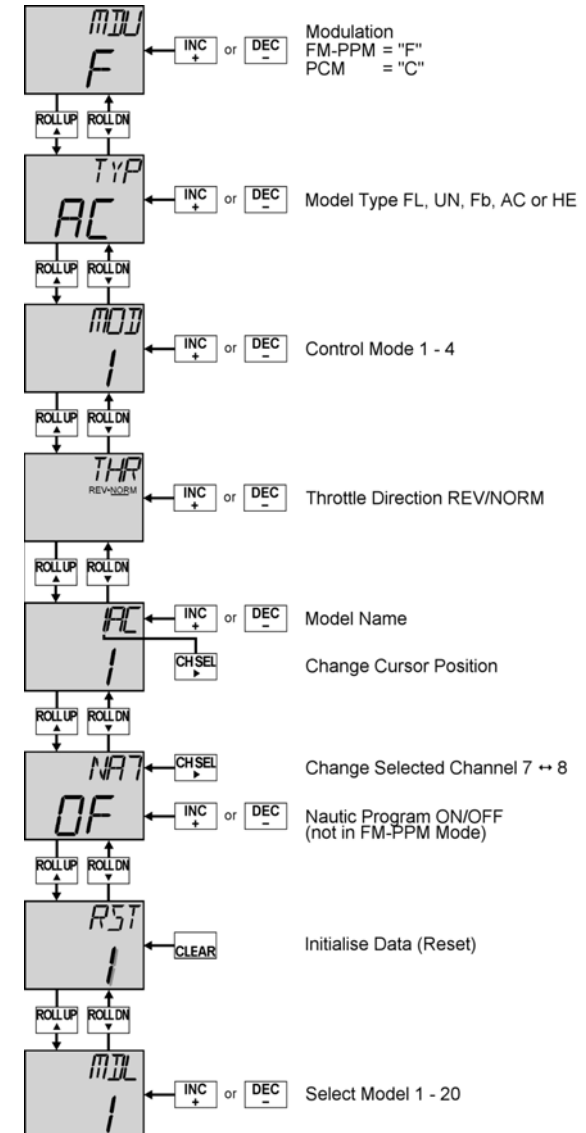 MDU
F
INC
+
or
DEC
–
Modulation
FM-PPM = "F"
PCM = "C"
ROLL UP
▲
ROLL DN
▼
TYP
AC
INC
+
or
DEC
–
Model Type FL, UN, Fb, AC or HE
ROLL UP
▲
ROLL DN
▼
MOD
1
INC
+
or
DEC
–
Control Mode 1 - 4
ROLL UP
▲
ROLL DN
▼
THR
REV•NORM
INC
+
or
DEC
–
Throttle Direction REV/NORM
ROLL UP
▲
ROLL DN
▼
1AC
1
INC
+
or
DEC
–
Model Name
CH SEL
▶
Change Cursor Position
ROLL UP
▲
ROLL DN
▼
NA7
OF
CH SEL
▶
Change Selected Channel 7 ↔ 8
INC
+
or
DEC
–
Nautic Program ON/OFF
(not in FM-PPM Mode)
ROLL UP
▲
ROLL DN
▼
RST
1
CLEAR
Initialise Data (Reset)
ROLL UP
▲
ROLL DN
▼
MDL
1
INC
+
or
DEC
–
Select Model 1 - 20